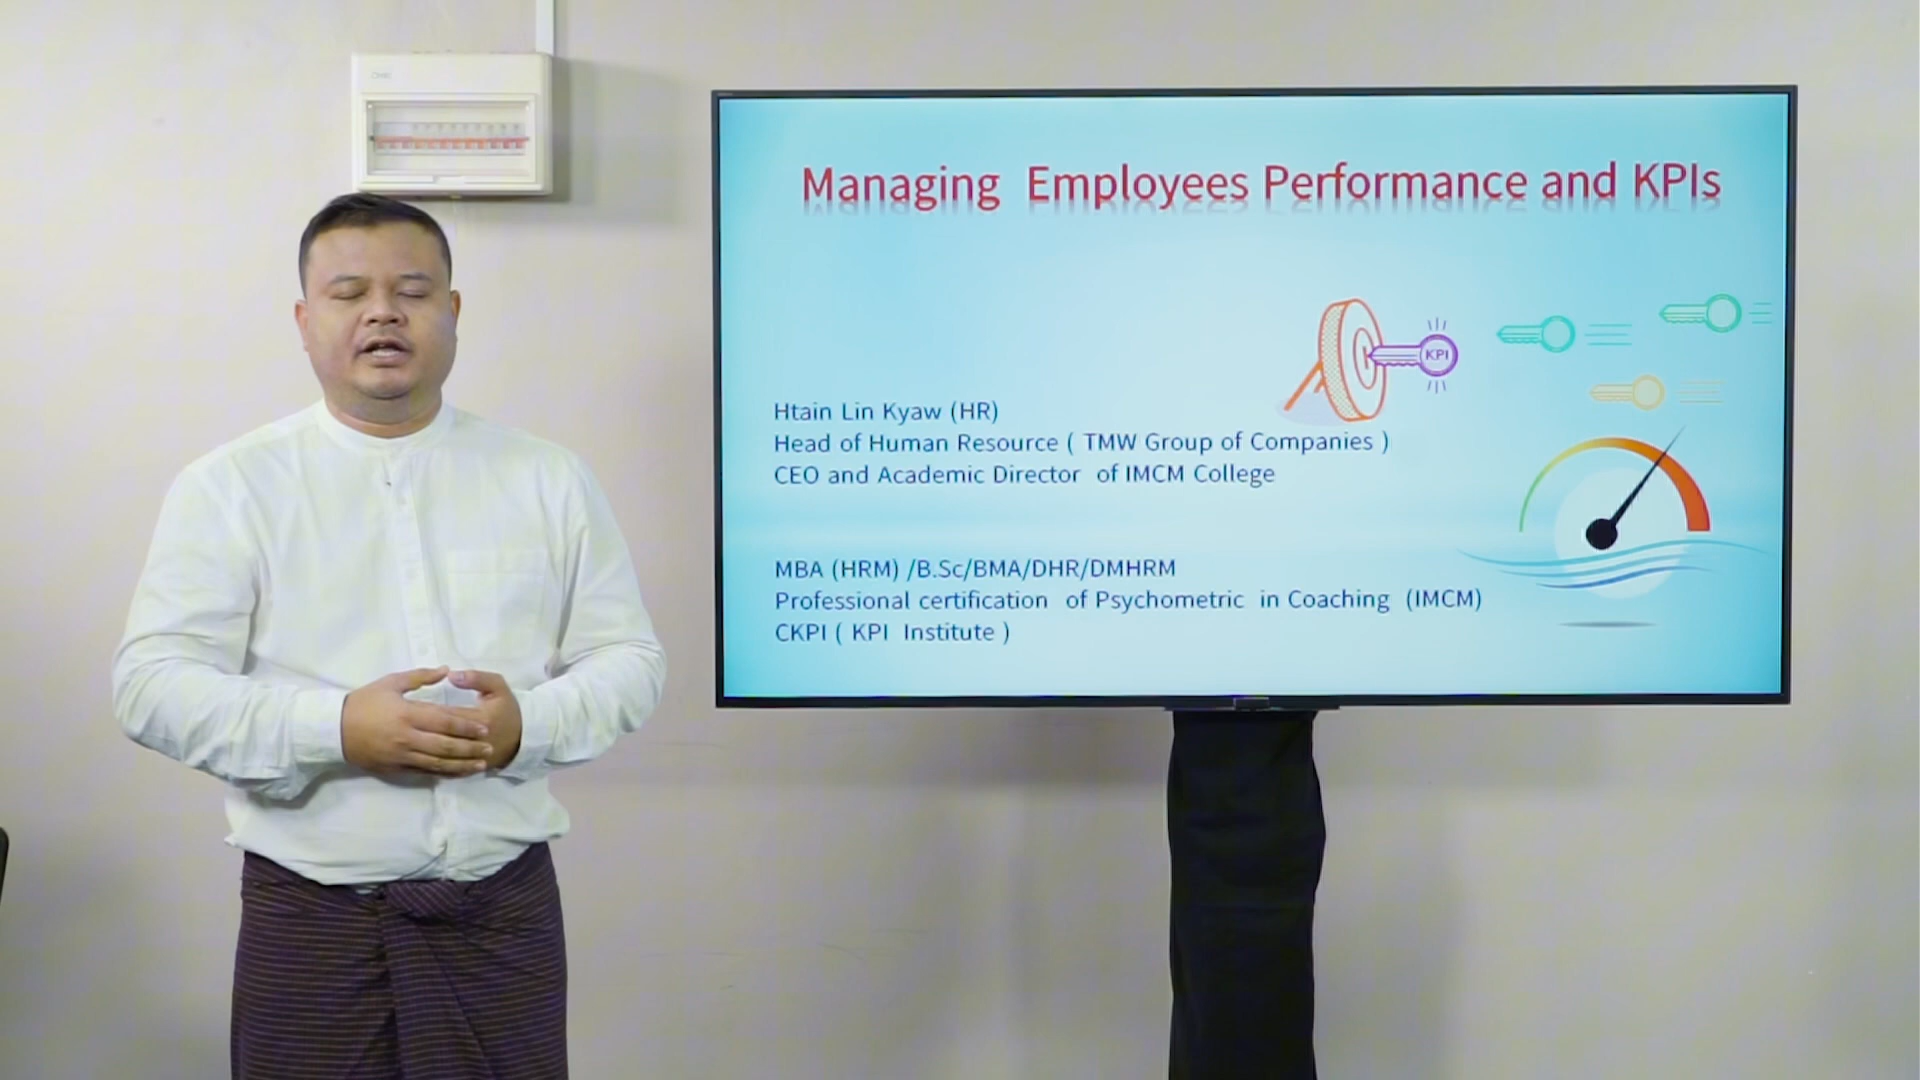 Managing Employees Performance and KPIs
KPI
Htain Lin Kyaw (HR)
Head of Human Resource ( TMW Group of Companies )
CEO and Academic Director of IMCM College
MBA (HRM) /B.Sc/BMA/DHR/DMHRM
Professional certification of Psychometric in Coaching (IMCM)
CKPI ( KPI Institute )